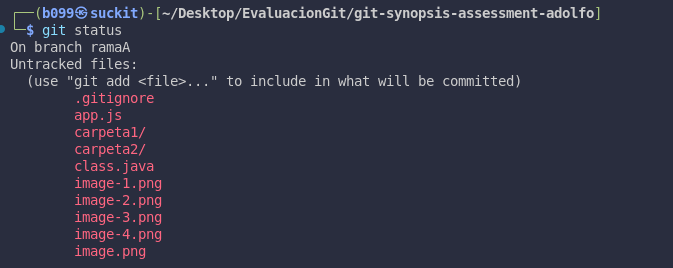 ┌──(b099㉿suckit)-[~/Desktop/EvaluacionGit/git-synopsis-assessment-adolfo]
└─$ git status
On branch ramaA
Untracked files:
  (use "git add <file>..." to include in what will be committed)
        .gitignore
        app.js
        carpeta1/
        carpeta2/
        class.java
        image-1.png
        image-2.png
        image-3.png
        image-4.png
        image.png